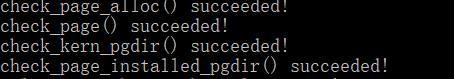 check_page_alloc() succeeded!
check_page() succeeded!
check_kern_pgdir() succeeded!
check_page_installed_pgdir() succeeded!